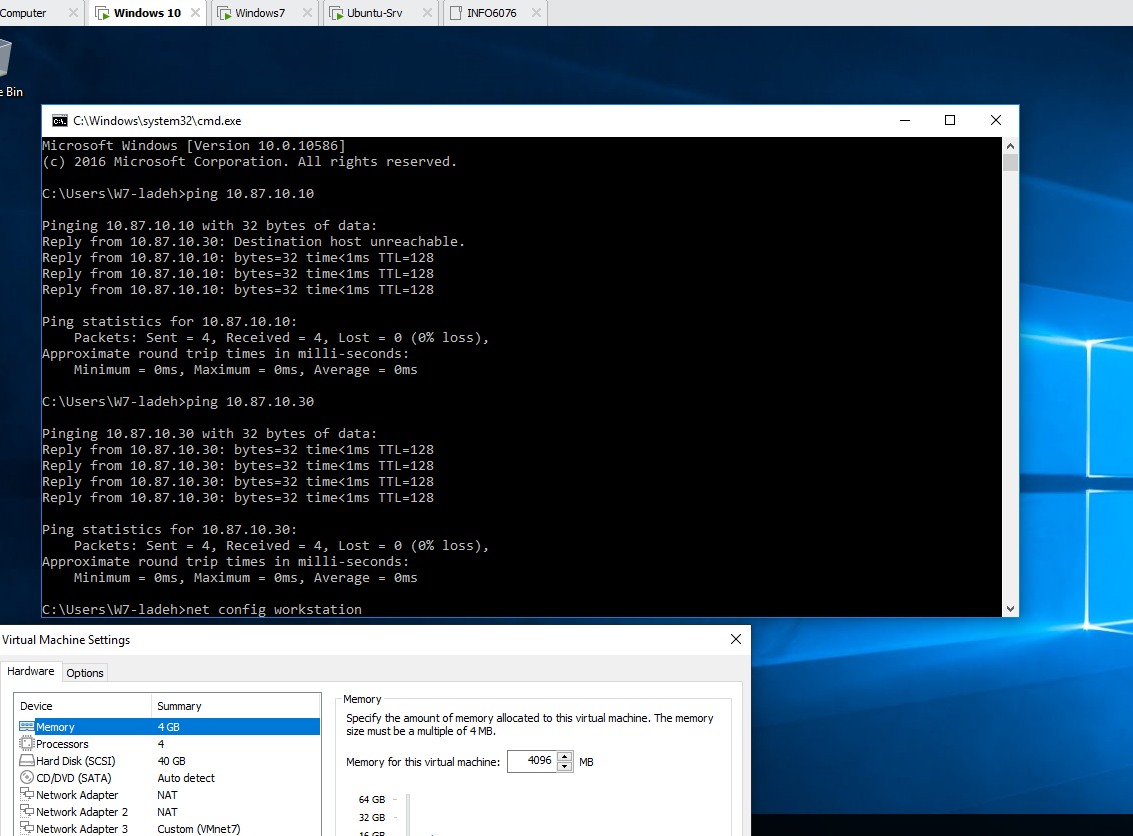 Computer
Windows 10
Windows7
Ubuntu-Srv
INFO6076
e Bin
C:\Windows\system32\cmd.exe
Microsoft Windows [Version 10.0.10586]
(c) 2016 Microsoft Corporation. All rights reserved.
C:\Users\W7-ladeh>ping 10.87.10.10
Pinging 10.87.10.10 with 32 bytes of data:
Reply from 10.87.10.30: Destination host unreachable.
Reply from 10.87.10.10: bytes=32 time<1ms TTL=128
Reply from 10.87.10.10: bytes=32 time<1ms TTL=128
Reply from 10.87.10.10: bytes=32 time<1ms TTL=128
Ping statistics for 10.87.10.10:
Packets: Sent = 4, Received = 4, Lost = 0 (0% loss),
Approximate round trip times in milli-seconds:
Minimum = 0ms, Maximum = 0ms, Average = 0ms
C:\Users\W7-ladeh>ping 10.87.10.30
Pinging 10.87.10.30 with 32 bytes of data:
Reply from 10.87.10.30: bytes=32 time<1ms TTL=128
Reply from 10.87.10.30: bytes=32 time<1ms TTL=128
Reply from 10.87.10.30: bytes=32 time<1ms TTL=128
Reply from 10.87.10.30: bytes=32 time<1ms TTL=128
Ping statistics for 10.87.10.30:
Packets: Sent = 4, Received = 4, Lost = 0 (0% loss),
Approximate round trip times in milli-seconds:
Minimum = 0ms, Maximum = 0ms, Average = 0ms
C:\Users\W7-ladeh>net config workstation
Virtual Machine Settings
Hardware Options
Device Summary
Memory 4 GB
Processors 4
Hard Disk (SCSI) 40 GB
CD/DVD (SATA) Auto detect
Network Adapter NAT
Network Adapter 2 NAT
Network Adapter 3 Custom (VMnet7)
Memory
Specify the amount of memory allocated to this virtual machine. The memory
size must be a multiple of 4 MB.
Memory for this virtual machine: 4096 MB
64 GB
32 GB
16 GB